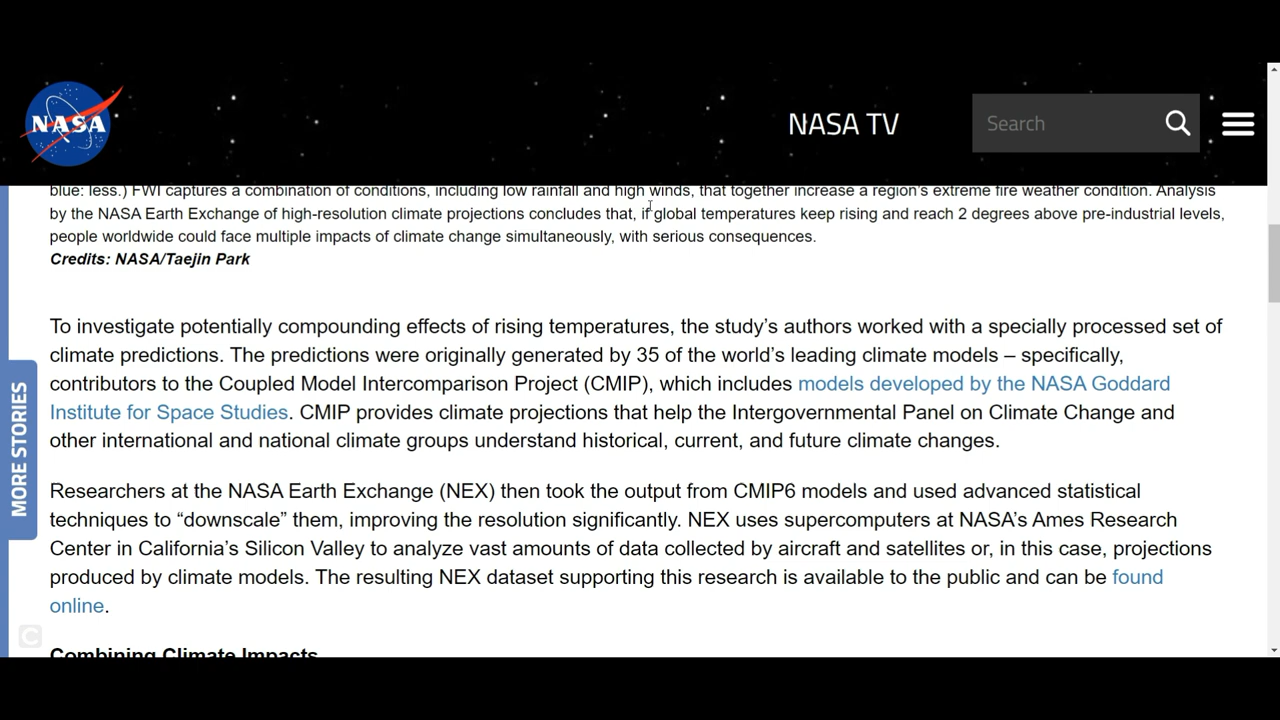 NASA
NASA TV
Search
blue: less.) FWI captures a combination of conditions, including low rainfall and high winds, that together increase a region's extreme fire weather condition. Analysis
by the NASA Earth Exchange of high-resolution climate projections concludes that, if global temperatures keep rising and reach 2 degrees above pre-industrial levels,
people worldwide could face multiple impacts of climate change simultaneously, with serious consequences.
Credits: NASA/Taejin Park
To investigate potentially compounding effects of rising temperatures, the study's authors worked with a specially processed set of
climate predictions. The predictions were originally generated by 35 of the world's leading climate models – specifically,
contributors to the Coupled Model Intercomparison Project (CMIP), which includes models developed by the NASA Goddard
Institute for Space Studies. CMIP provides climate projections that help the Intergovernmental Panel on Climate Change and
other international and national climate groups understand historical, current, and future climate changes.
Researchers at the NASA Earth Exchange (NEX) then took the output from CMIP6 models and used advanced statistical
techniques to “downscale” them, improving the resolution significantly. NEX uses supercomputers at NASA's Ames Research
Center in California's Silicon Valley to analyze vast amounts of data collected by aircraft and satellites or, in this case, projections
produced by climate models. The resulting NEX dataset supporting this research is available to the public and can be found
online.
Combining Climate Impacts
MORE STORIES
C